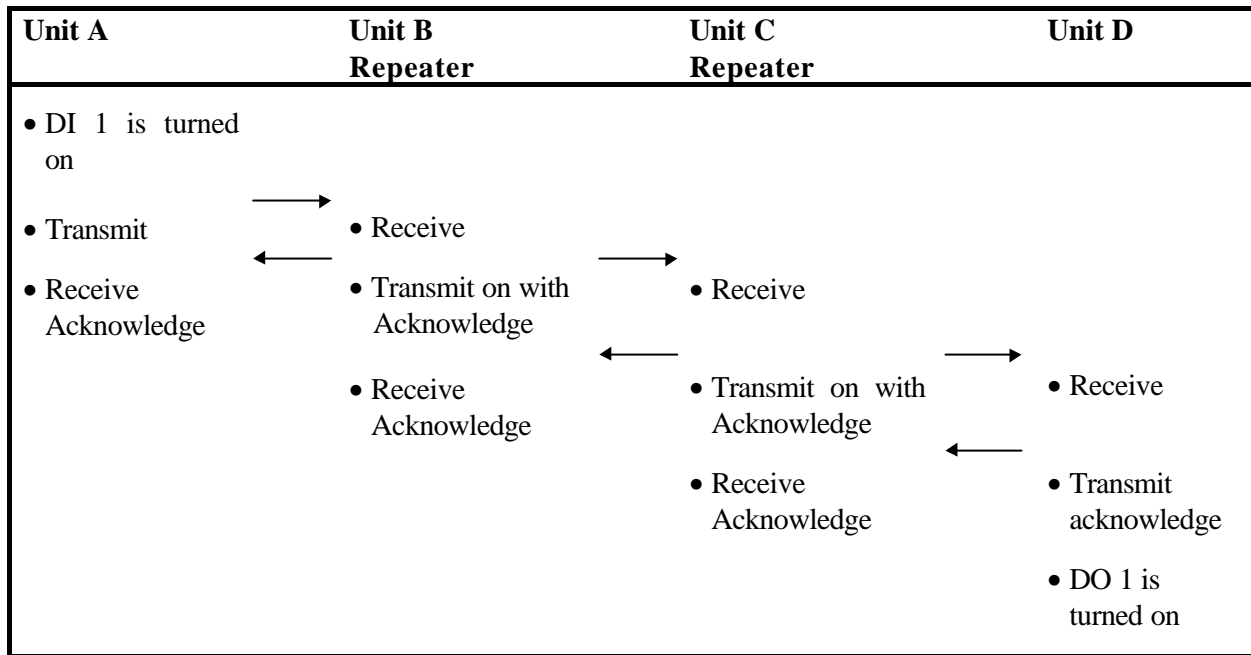 Unit A
Unit B
Repeater
Unit C
Repeater
Unit D
• DI 1 is turned
on
• Transmit
• Receive
Acknowledge
• Receive
• Transmit on with
Acknowledge
• Receive
Acknowledge
• Receive
• Transmit on with
Acknowledge
• Receive
Acknowledge
• Receive
• Transmit
acknowledge
• DO 1 is
turned on